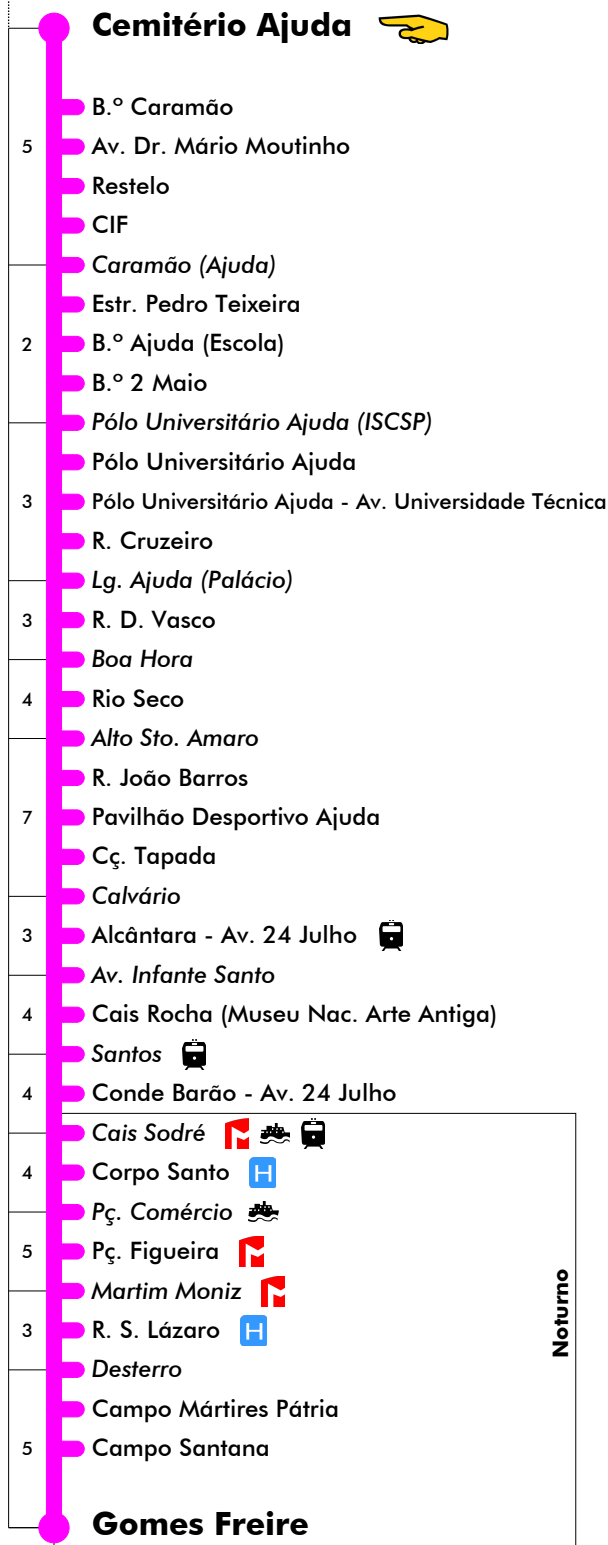 Cemitério Ajuda
B.º Caramão
5
Av. Dr. Mário Moutinho
Restelo
CIF
Caramão (Ajuda)
Estr. Pedro Teixeira
2
B.º Ajuda (Escola)
B.º 2 Maio
Pólo Universitário Ajuda (ISCSP)
Pólo Universitário Ajuda
3
Pólo Universitário Ajuda - Av. Universidade Técnica
R. Cruzeiro
Lg. Ajuda (Palácio)
3
R. D. Vasco
Boa Hora
4
Rio Seco
Alto Sto. Amaro
R. João Barros
7
Pavilhão Desportivo Ajuda
Cç. Tapada
Calvário
3
Alcântara - Av. 24 Julho
Av. Infante Santo
4
Cais Rocha (Museu Nac. Arte Antiga)
Santos
4
Conde Barão - Av. 24 Julho
Cais Sodré
4
Corpo Santo H
Pç. Comércio
5
Pç. Figueira
Martim Moniz
3
R. S. Lázaro H
Desterro
Campo Mártires Pátria
5
Campo Santana
Gomes Freire
Noturno